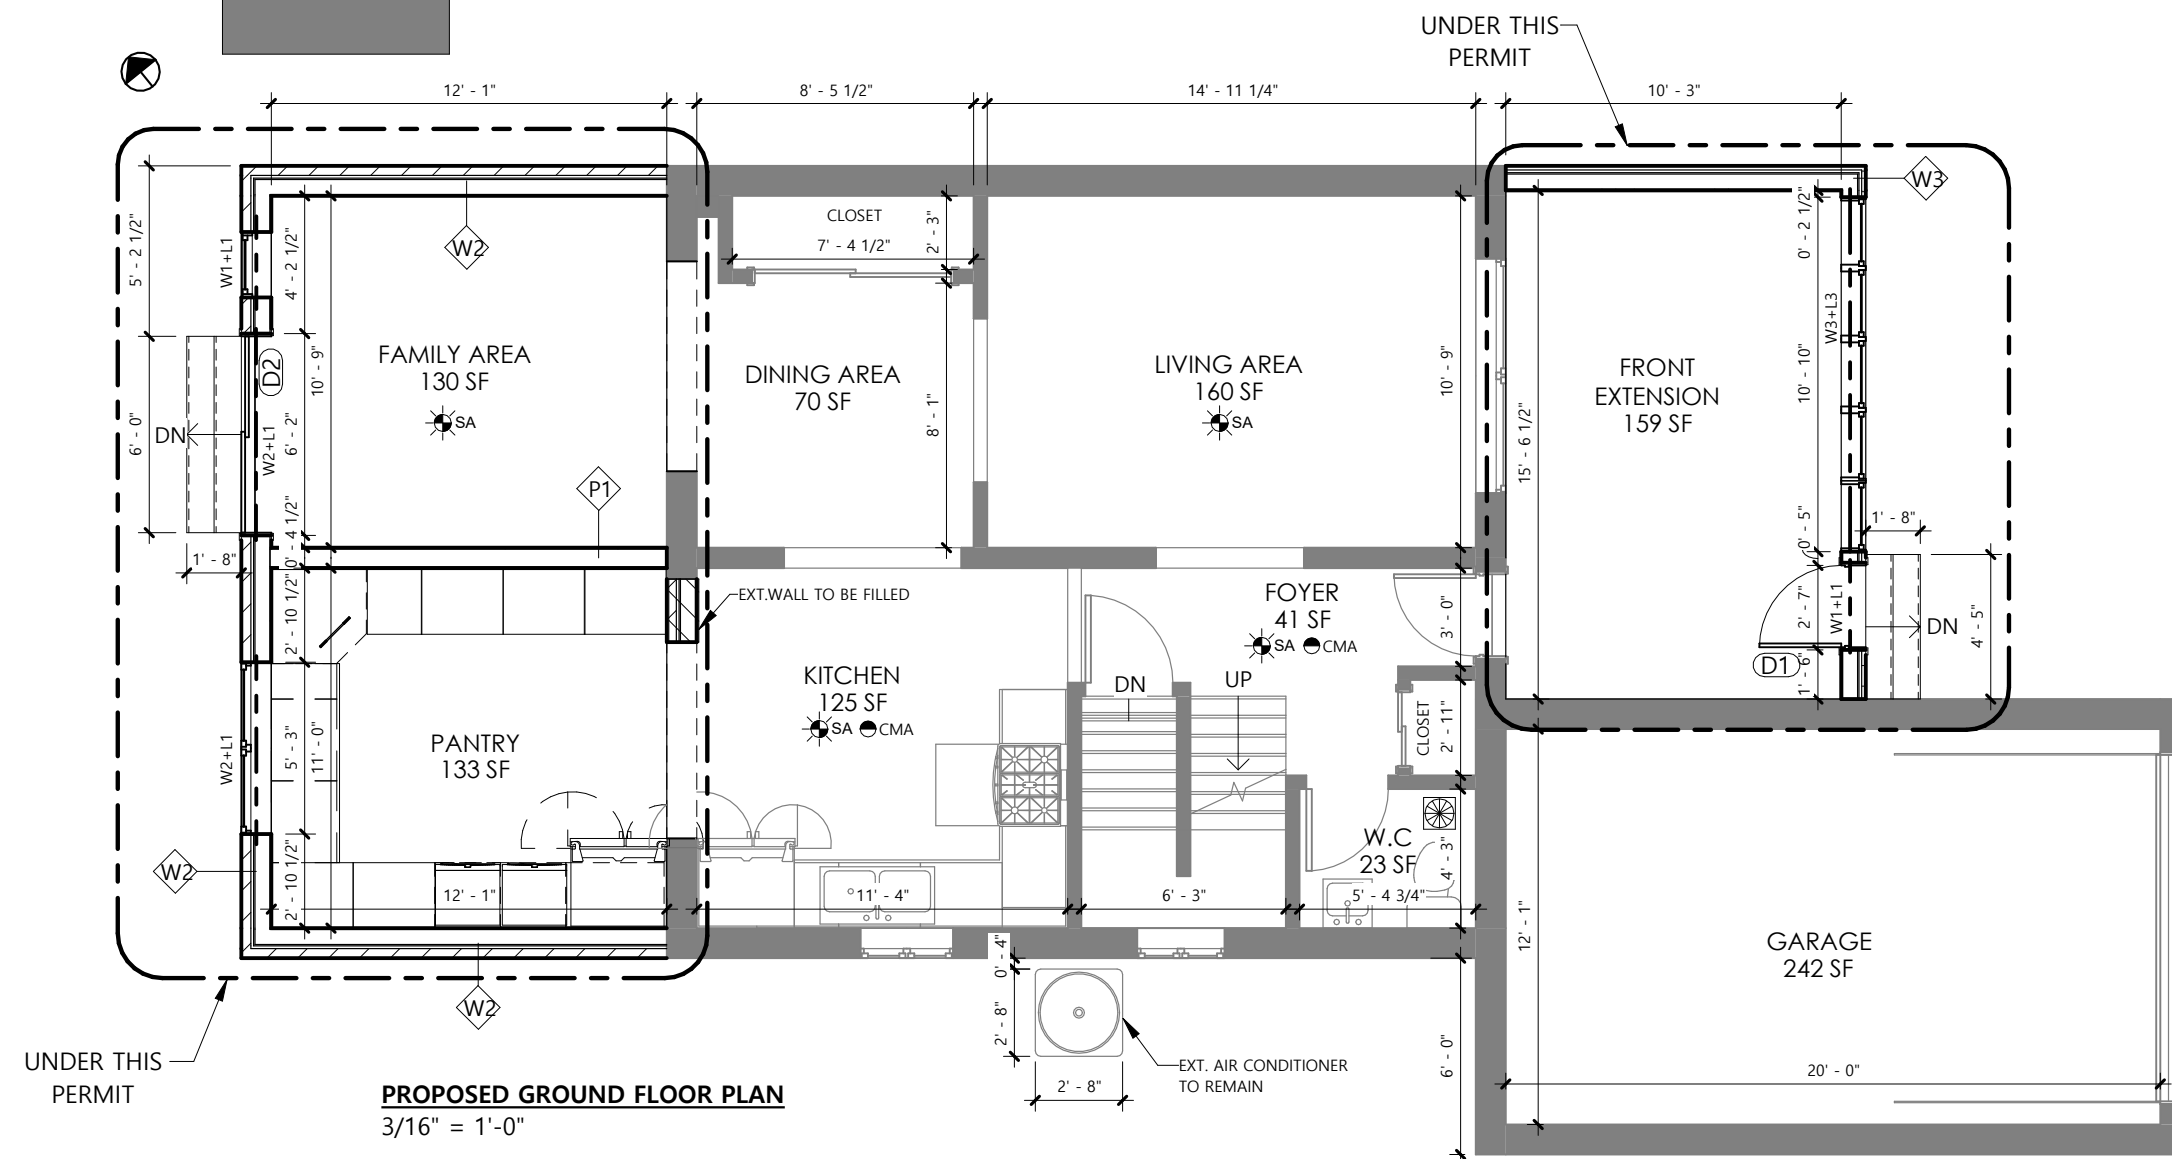 UNDER THIS
PERMIT
12' - 1"
8' - 5 1/2"
14' - 11 1/4"
10' - 3"
5' - 2 1/2"
W1+L1
4' - 2 1/2"
W2
CLOSET
7' - 4 1/2"
2' - 3"
0' - 2 1/2"
W3
FAMILY AREA
130 SF
SA
10' - 9"
D2
DINING AREA
70 SF
8' - 1"
LIVING AREA
160 SF
SA
10' - 9"
FRONT
EXTENSION
159 SF
15' - 6 1/2"
W3+L3
10' - 10"
6' - 0"
DN
W2+L1
6' - 2"
P1
0' - 4 1/2"
1' - 8"
0' - 5"
1' - 8"
2' - 10 1/2"
EXT.WALL TO BE FILLED
FOYER
41 SF
SA
CMA
3' - 0"
2' - 7"
W1+L1
DN
4' - 5"
D1
1' - 6"
KITCHEN
125 SF
SA
CMA
DN
UP
CLOSET
2' - 11"
PANTRY
133 SF
W2+L1
5' - 3"
11' - 0"
W.C
23 SF
4' - 3"
W2
2' - 10 1/2"
12' - 1"
11' - 4"
6' - 3"
5' - 4 3/4"
12' - 1"
GARAGE
242 SF
0' - 4"
2' - 8"
W2
6' - 0"
20' - 0"
UNDER THIS
PERMIT
EXT. AIR CONDITIONER
TO REMAIN
2' - 8"
PROPOSED GROUND FLOOR PLAN
3/16" = 1'-0"